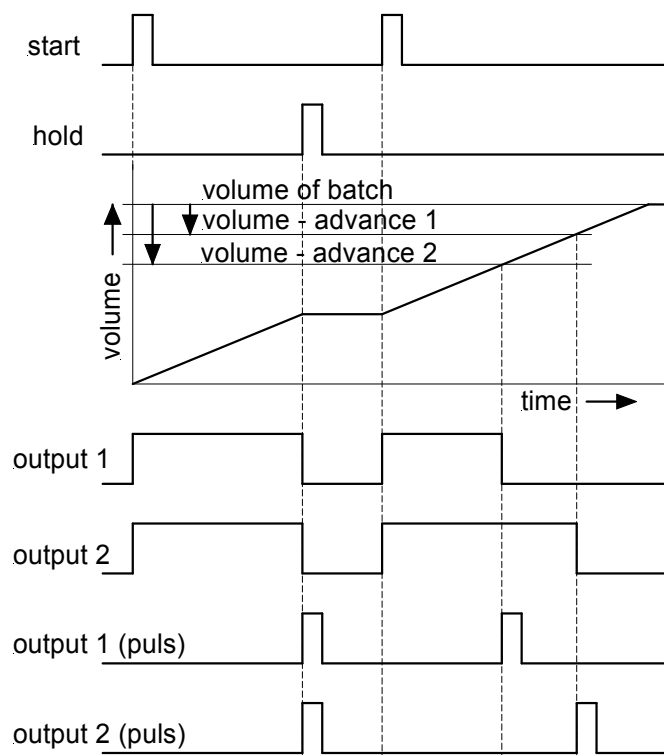 start
hold
volume of batch
volume - advance 1
volume - advance 2
volume
time
output 1
output 2
output 1 (puls)
output 2 (puls)